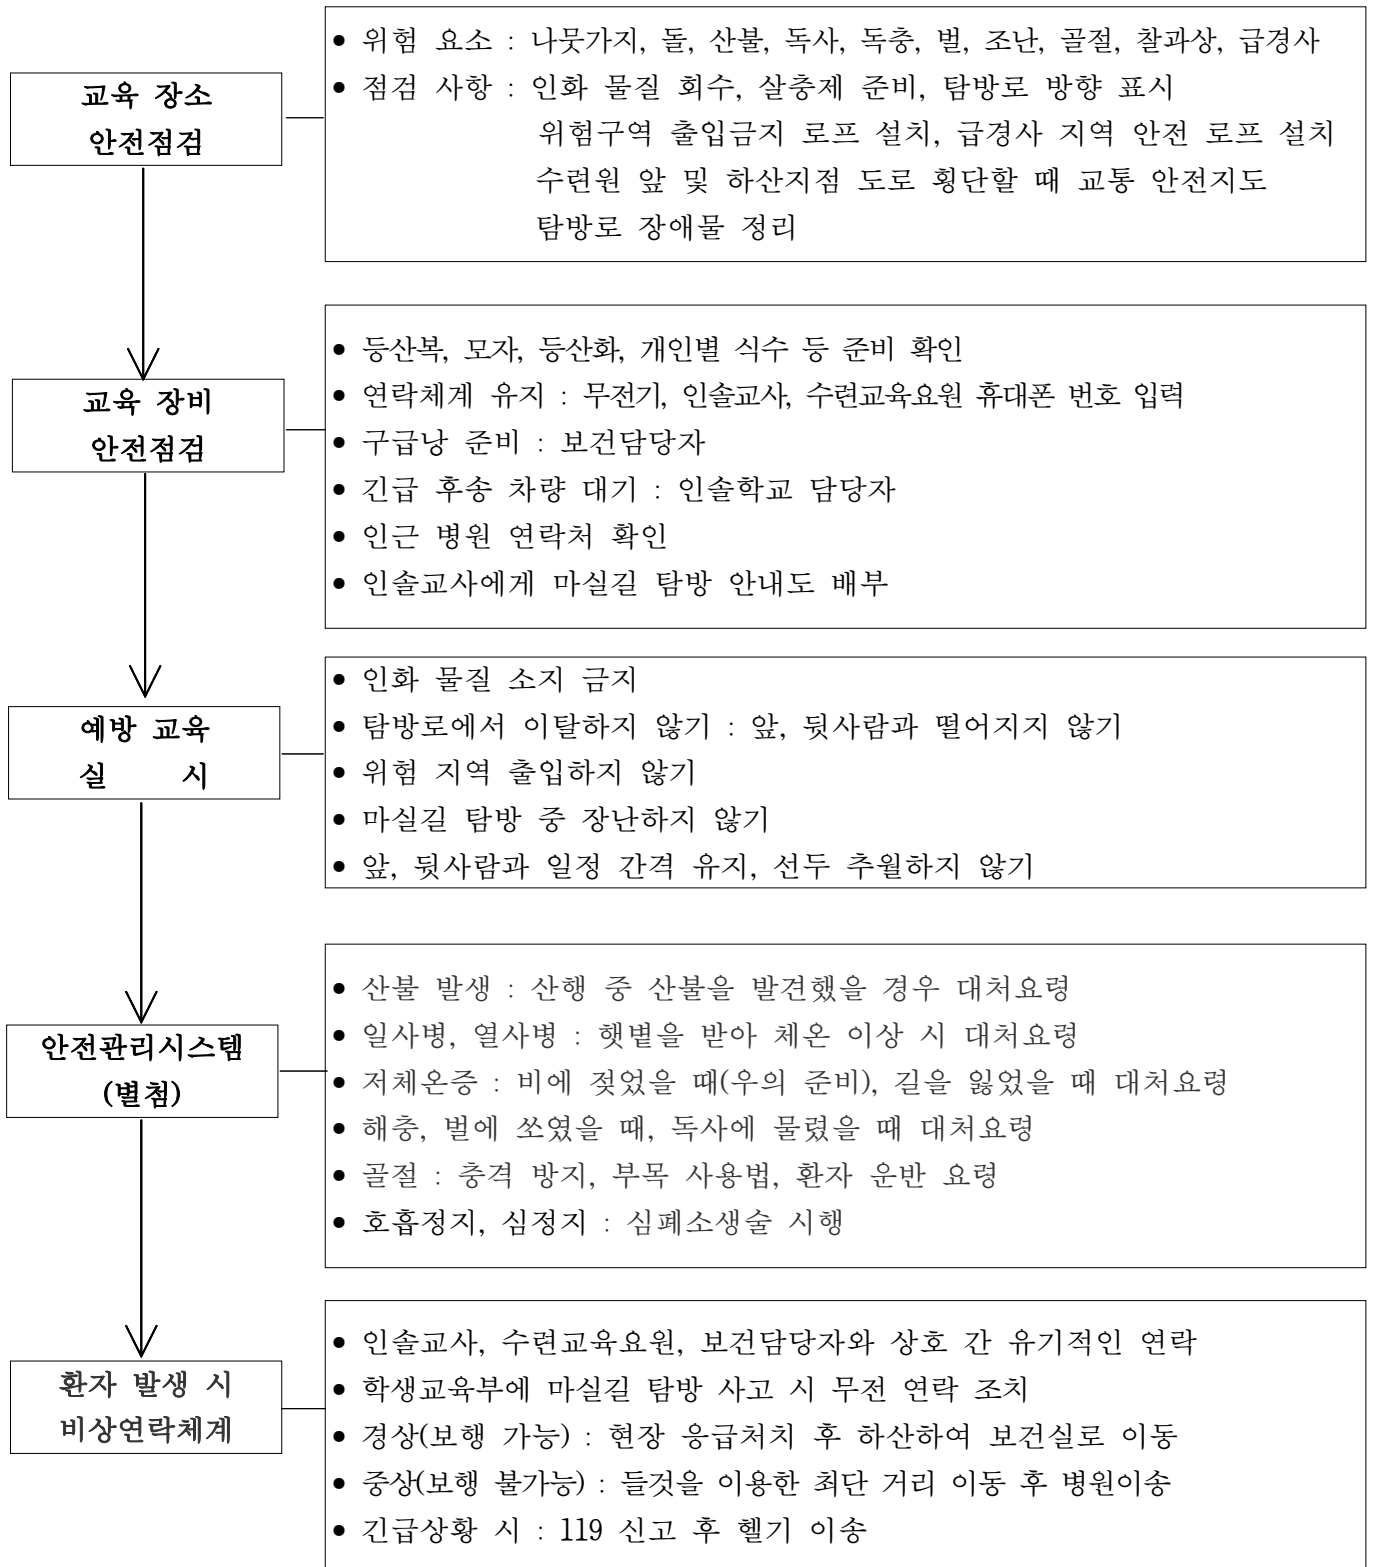 교육 장소
안전점검
• 위험 요소 : 나뭇가지, 돌, 산불, 독사, 독충, 벌, 조난, 골절, 찰과상, 급경사
• 점검 사항 : 인화 물질 회수, 살충제 준비, 탐방로 방향 표시
위험구역 출입금지 로프 설치, 급경사 지역 안전 로프 설치
수련원 앞 및 하산지점 도로 횡단할 때 교통 안전지도
탐방로 장애물 정리
교육 장비
안전점검
• 등산복, 모자, 등산화, 개인별 식수 등 준비 확인
• 연락체계 유지 : 무전기, 인솔교사, 수련교육요원 휴대폰 번호 입력
• 구급낭 준비 : 보건담당자
• 긴급 후송 차량 대기 : 인솔학교 담당자
• 인근 병원 연락처 확인
• 인솔교사에게 마실길 탐방 안내도 배부
예방 교육
실 시
• 인화 물질 소지 금지
• 탐방로에서 이탈하지 않기 : 앞, 뒷사람과 떨어지지 않기
• 위험 지역 출입하지 않기
• 마실길 탐방 중 장난하지 않기
• 앞, 뒷사람과 일정 간격 유지, 선두 추월하지 않기
안전관리시스템
(별첨)
• 산불 발생 : 산행 중 산불을 발견했을 경우 대처요령
• 일사병, 열사병 : 햇볕을 받아 체온 이상 시 대처요령
• 저체온증 : 비에 젖었을 때(우의 준비), 길을 잃었을 때 대처요령
• 해충, 벌에 쏘였을 때, 독사에 물렸을 때 대처요령
• 골절 : 충격 방지, 부목 사용법, 환자 운반 요령
• 호흡정지, 심정지 : 심폐소생술 시행
환자 발생 시
비상연락체계
• 인솔교사, 수련교육요원, 보건담당자와 상호 간 유기적인 연락
• 학생교육부에 마실길 탐방 사고 시 무전 연락 조치
• 경상(보행 가능) : 현장 응급처치 후 하산하여 보건실로 이동
• 중상(보행 불가능) : 들것을 이용한 최단 거리 이동 후 병원이송
• 긴급상황 시 : 119 신고 후 헬기 이송